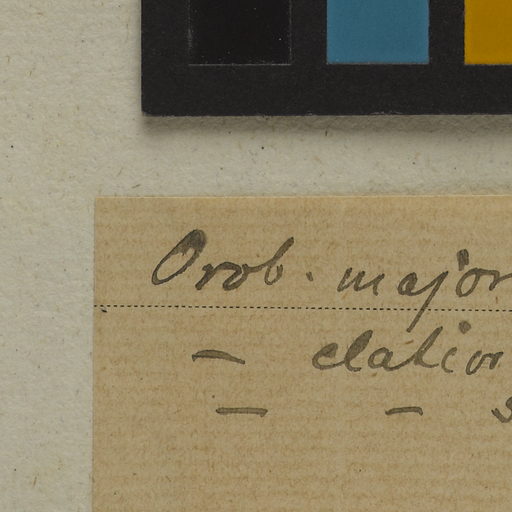 Orob. major
— elatior
— — s